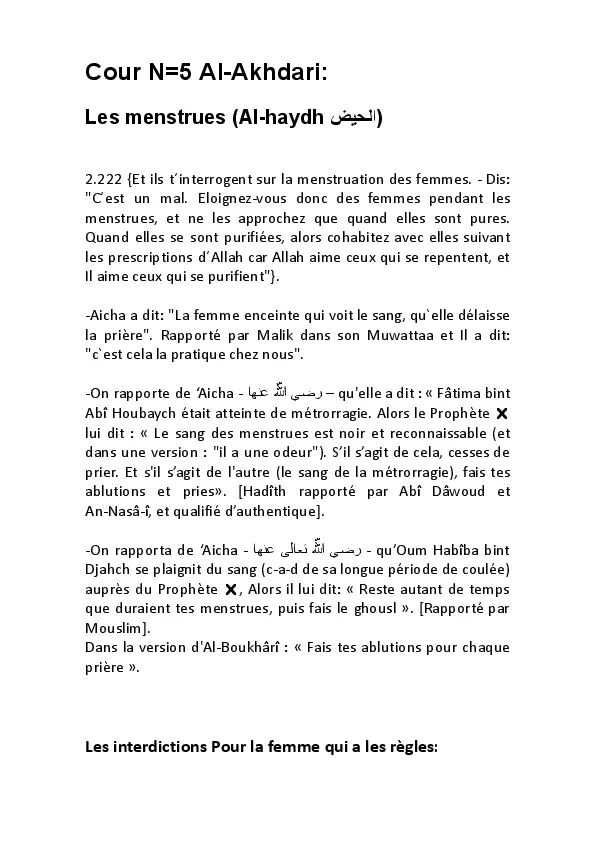 Cour N=5 Al-Akhdari:
Les menstrues (Al-haydh الحيض)
2.222 {Et ils t´interrogent sur la menstruation des femmes. - Dis:
"C´est un mal. Eloignez-vous donc des femmes pendant les
menstrues, et ne les approchez que quand elles sont pures.
Quand elles se sont purifiées, alors cohabitez avec elles suivant
les prescriptions d´Allah car Allah aime ceux qui se repentent, et
Il aime ceux qui se purifient"}.
-Aicha a dit: "La femme enceinte qui voit le sang, qu`elle délaisse
la prière". Rapporté par Malik dans son Muwattaa et Il a dit:
"c`est cela la pratique chez nous".
-On rapporte de ‘Aicha - رضي الله عنها – qu'elle a dit : « Fâtima bint
Abî Houbaych était atteinte de métrorragie. Alors le Prophète ✗
lui dit : « Le sang des menstrues est noir et reconnaissable (et
dans une version : "il a une odeur"). S’il s’agit de cela, cesses de
prier. Et s'il s’agit de l'autre (le sang de la métrorragie), fais tes
ablutions et pries». [Hadîth rapporté par Abî Dâwoud et
An-Nasâ-î, et qualifié d’authentique].
-On rapporta de ‘Aicha - رضي الله تعالى عنها - qu’Oum Habîba bint
Djahch se plaignit du sang (c-a-d de sa longue période de coulée)
auprès du Prophète ✗, Alors il lui dit: « Reste autant de temps
que duraient tes menstrues, puis fais le ghousl ». [Rapporté par
Mouslim].
Dans la version d'Al-Boukhârî : « Fais tes ablutions pour chaque
prière ».
Les interdictions Pour la femme qui a les règles: